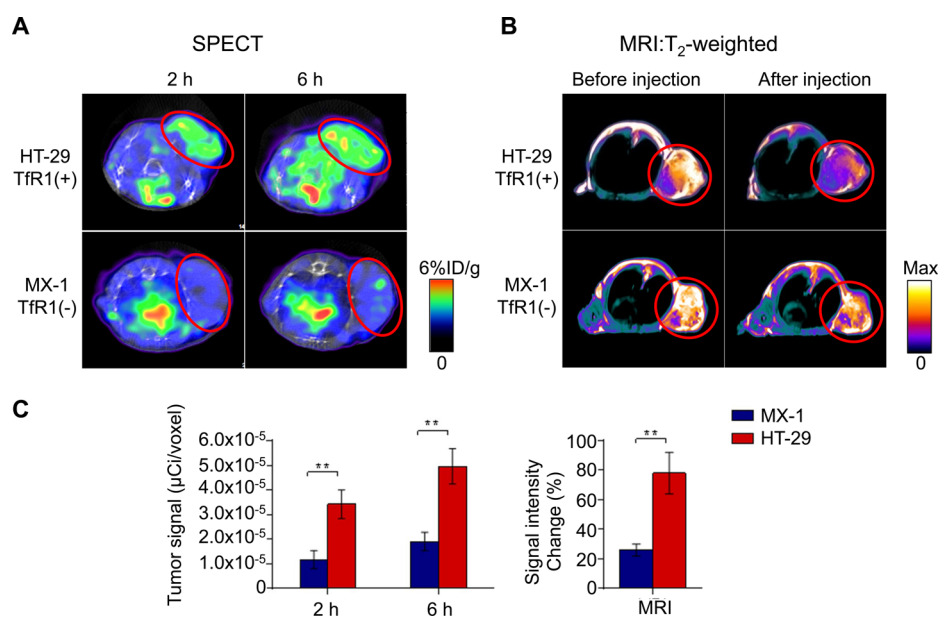 A
SPECT
2 h
6 h
HT-29
TfR1(+)
MX-1
TfR1(-)
6%ID/g
0
B
MRI:T₂-weighted
Before injection
After injection
HT-29
TfR1(+)
MX-1
TfR1(-)
Max
0
C
Tumor signal (μCi/voxel)
6.0x10⁻⁵
5.0x10⁻⁵
4.0x10⁻⁵
3.0x10⁻⁵
2.0x10⁻⁵
1.0x10⁻⁵
0
**
**
2 h
6 h
Signal intensity
Change (%)
100
80
60
40
20
0
**
MRI
MX-1
HT-29